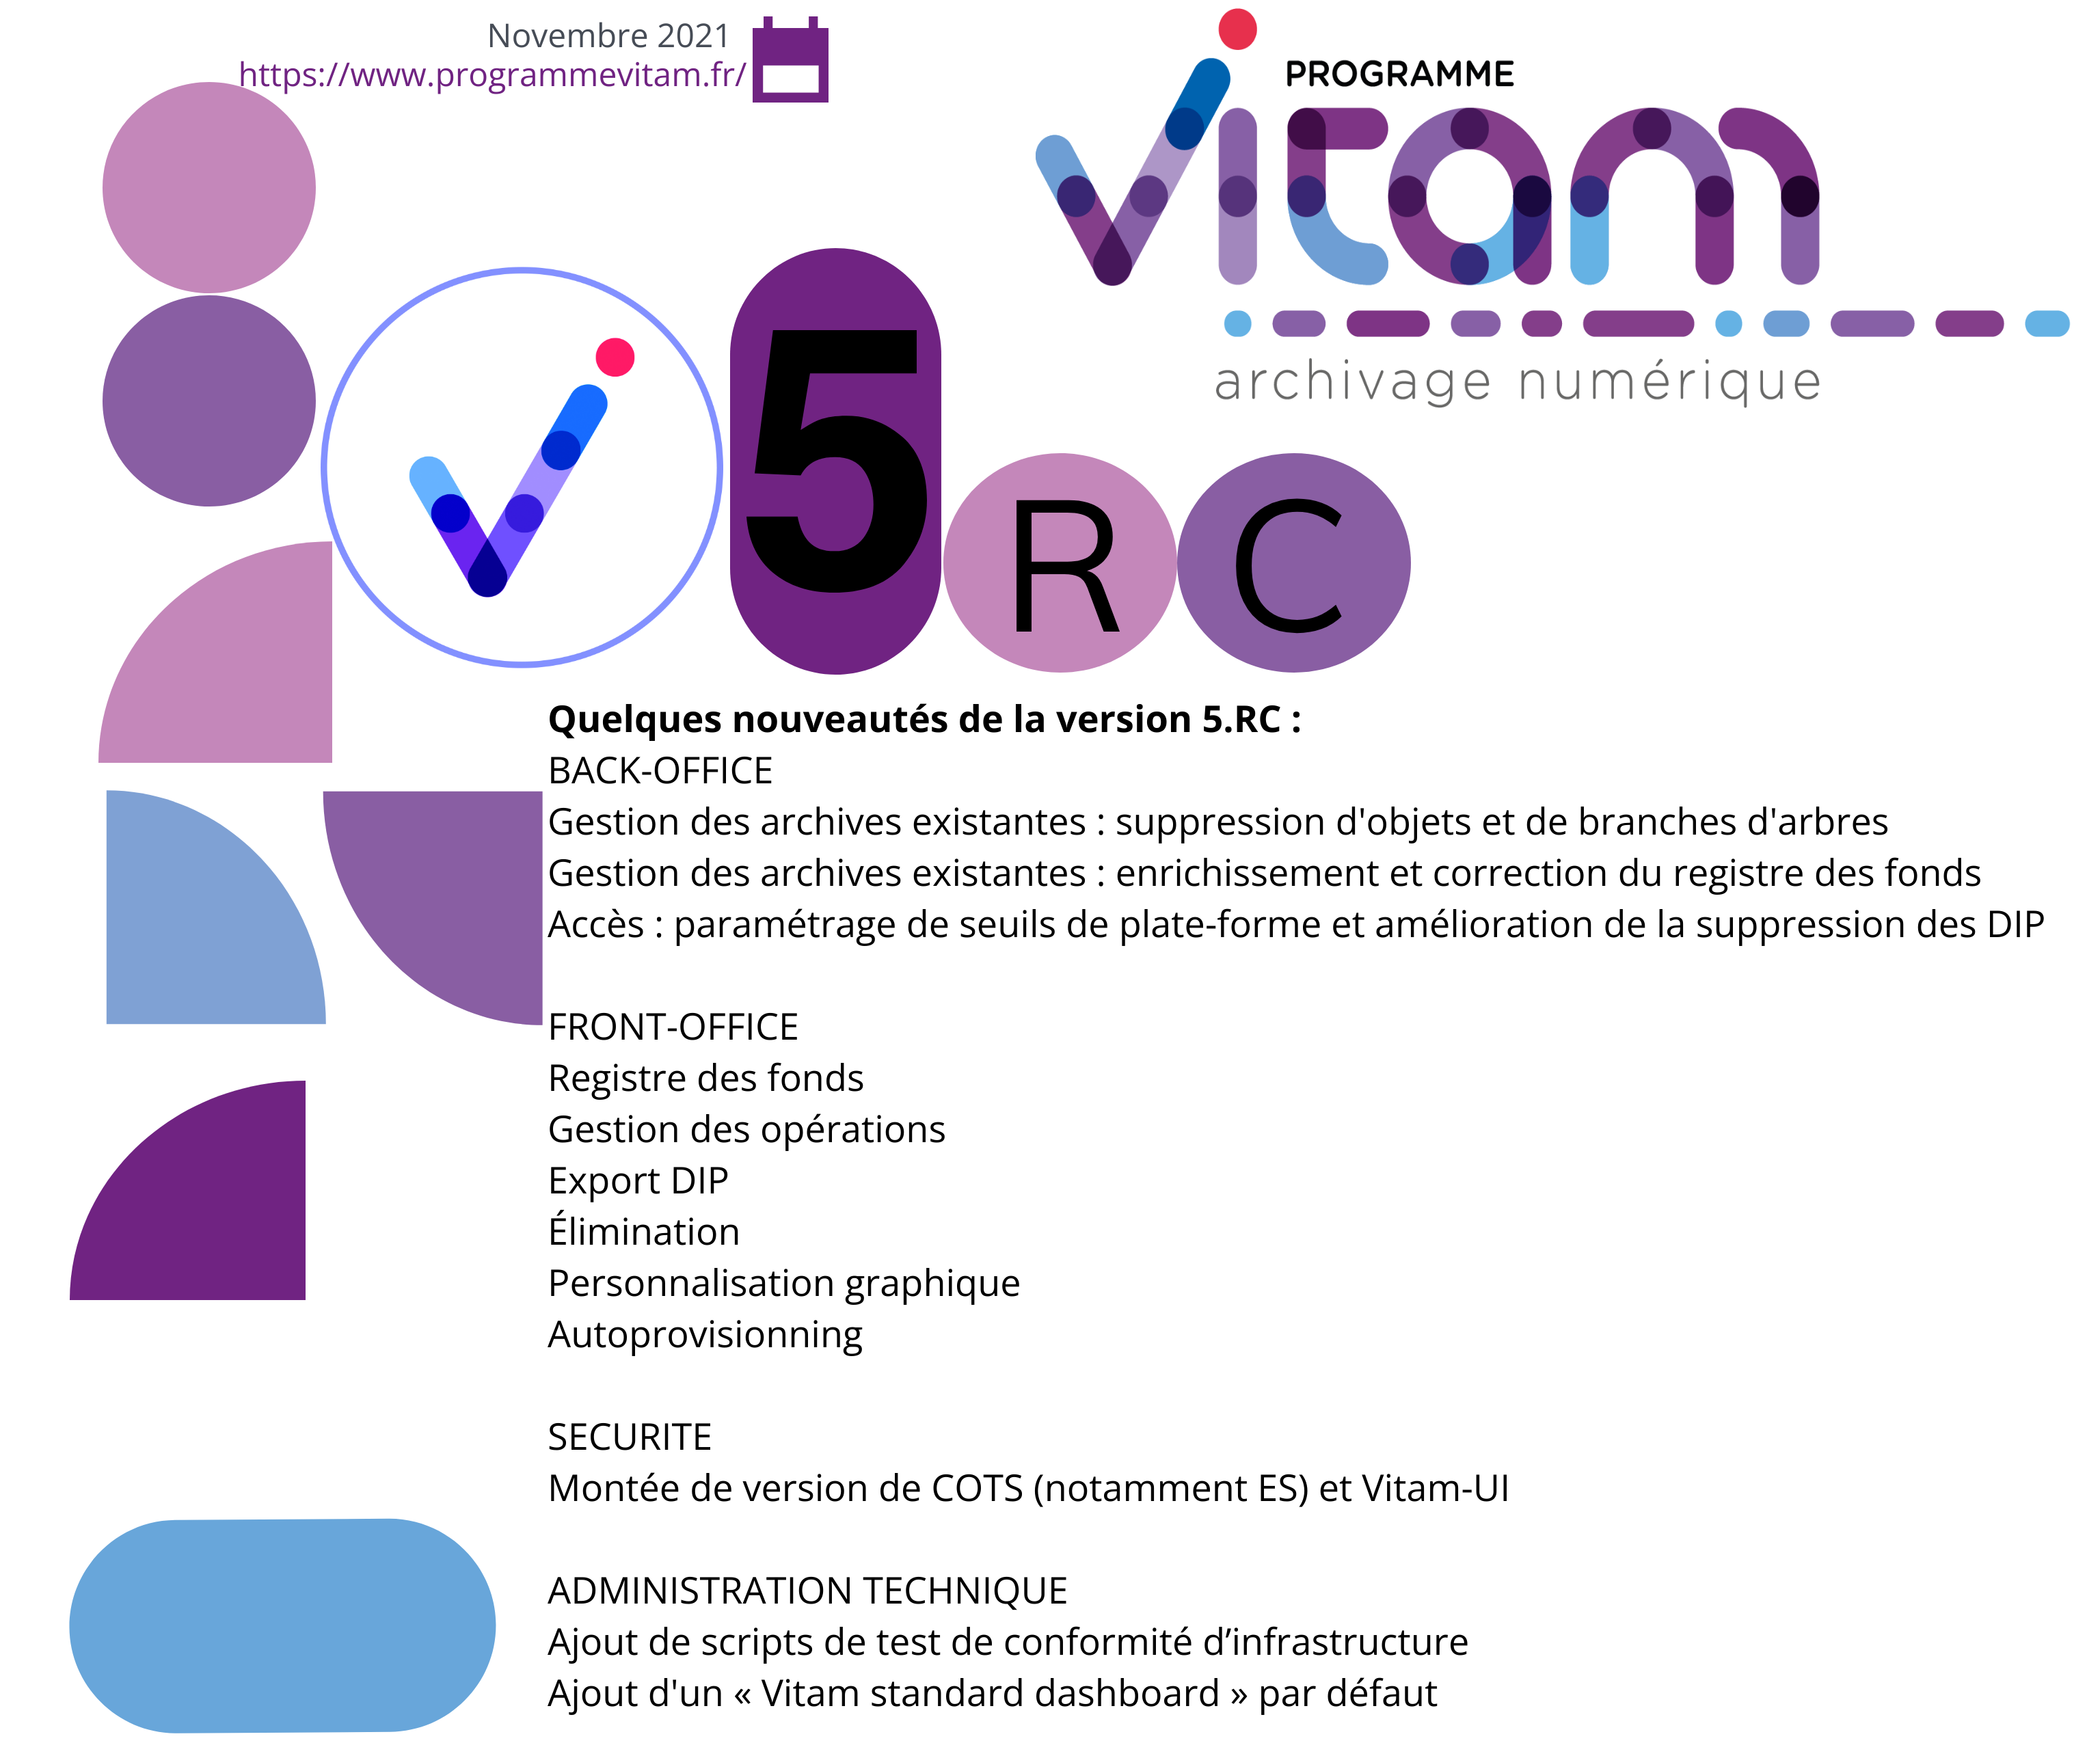 Novembre 2021
https://www.programmevitam.fr/
PROGRAMME
vitam
archivage numérique
5
R C
Quelques nouveautés de la version 5.RC :
BACK-OFFICE
Gestion des archives existantes : suppression d'objets et de branches d'arbres
Gestion des archives existantes : enrichissement et correction du registre des fonds
Accès : paramétrage de seuils de plate-forme et amélioration de la suppression des DIP
FRONT-OFFICE
Registre des fonds
Gestion des opérations
Export DIP
Élimination
Personnalisation graphique
Autoprovisionning
SECURITE
Montée de version de COTS (notamment ES) et Vitam-UI
ADMINISTRATION TECHNIQUE
Ajout de scripts de test de conformité d’infrastructure
Ajout d'un « Vitam standard dashboard » par défaut